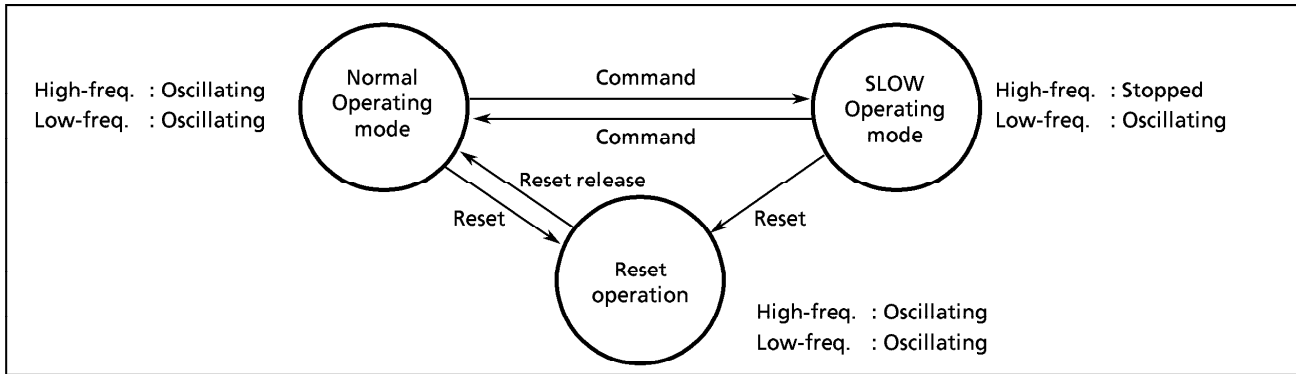 High-freq. : Oscillating
Low-freq. : Oscillating
Normal
Operating
mode
Command
Command
SLOW
Operating
mode
High-freq. : Stopped
Low-freq. : Oscillating
Reset release
Reset
Reset
Reset
operation
High-freq. : Oscillating
Low-freq. : Oscillating